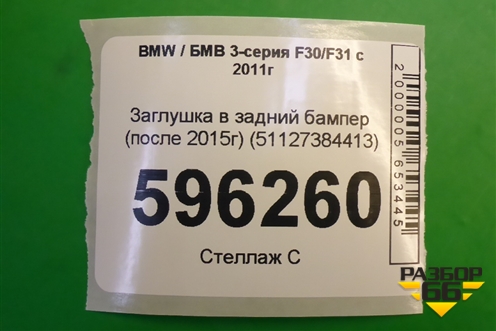 BMW / БМВ 3-серия F30/F31 с
2011г
Заглушка в задний бампер
(после 2015г) (51127384413)
596260
Стеллаж С
2000005653445
РАЗБОР
66